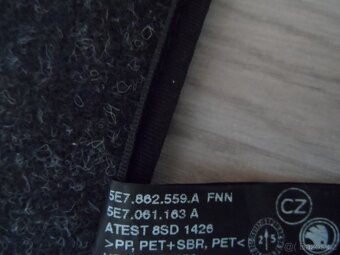 5E7.862.559.A FNN
5E7.061.163 A
ATEST 8SD 1426
>PP, PET+SBR, PET<
CZ